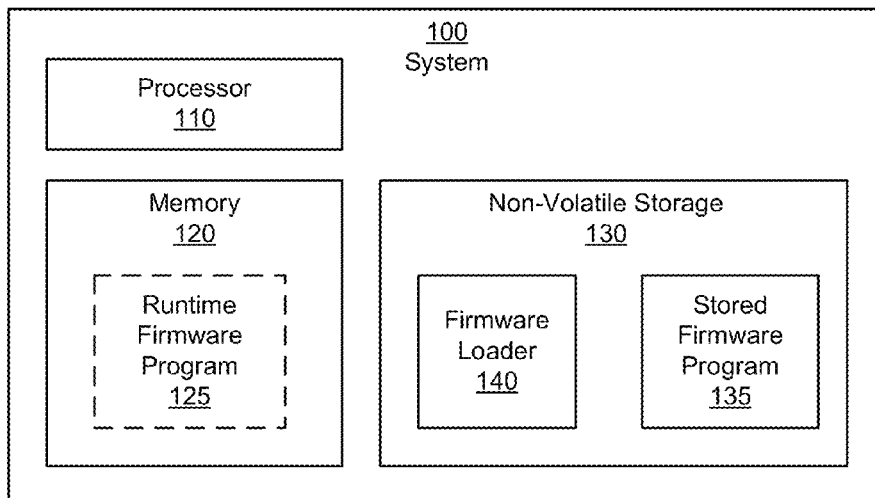 100
System
Processor
110
Memory
120
Runtime
Firmware
Program
125
Non-Volatile Storage
130
Firmware
Loader
140
Stored
Firmware
Program
135